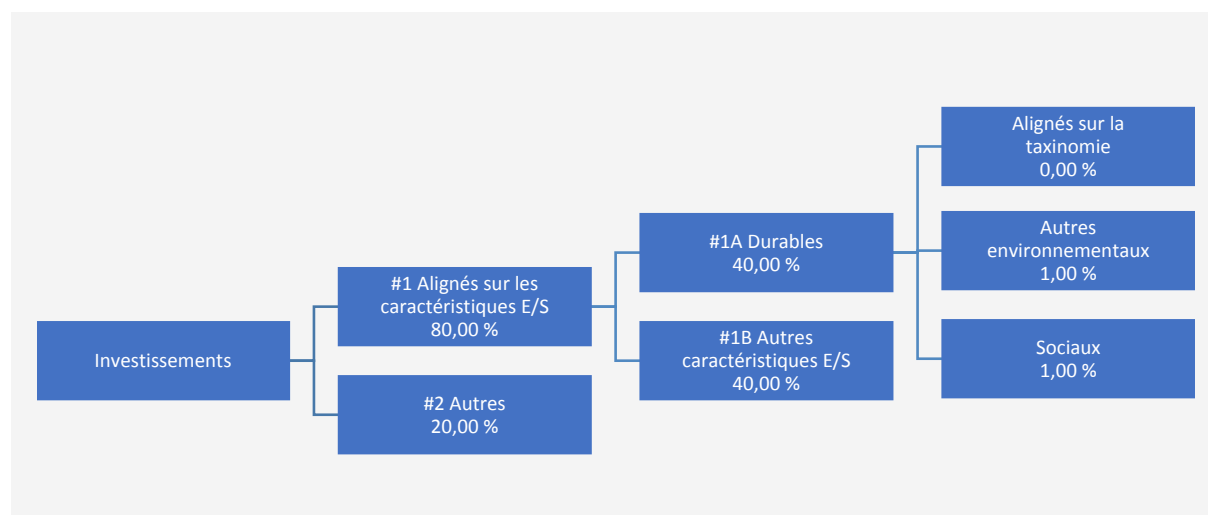 Investissements
#1 Alignés sur les
caractéristiques E/S
80,00 %
#2 Autres
20,00 %
#1A Durables
40,00 %
#1B Autres
caractéristiques E/S
40,00 %
Alignés sur la
taxinomie
0,00 %
Autres
environnementaux
1,00 %
Sociaux
1,00 %